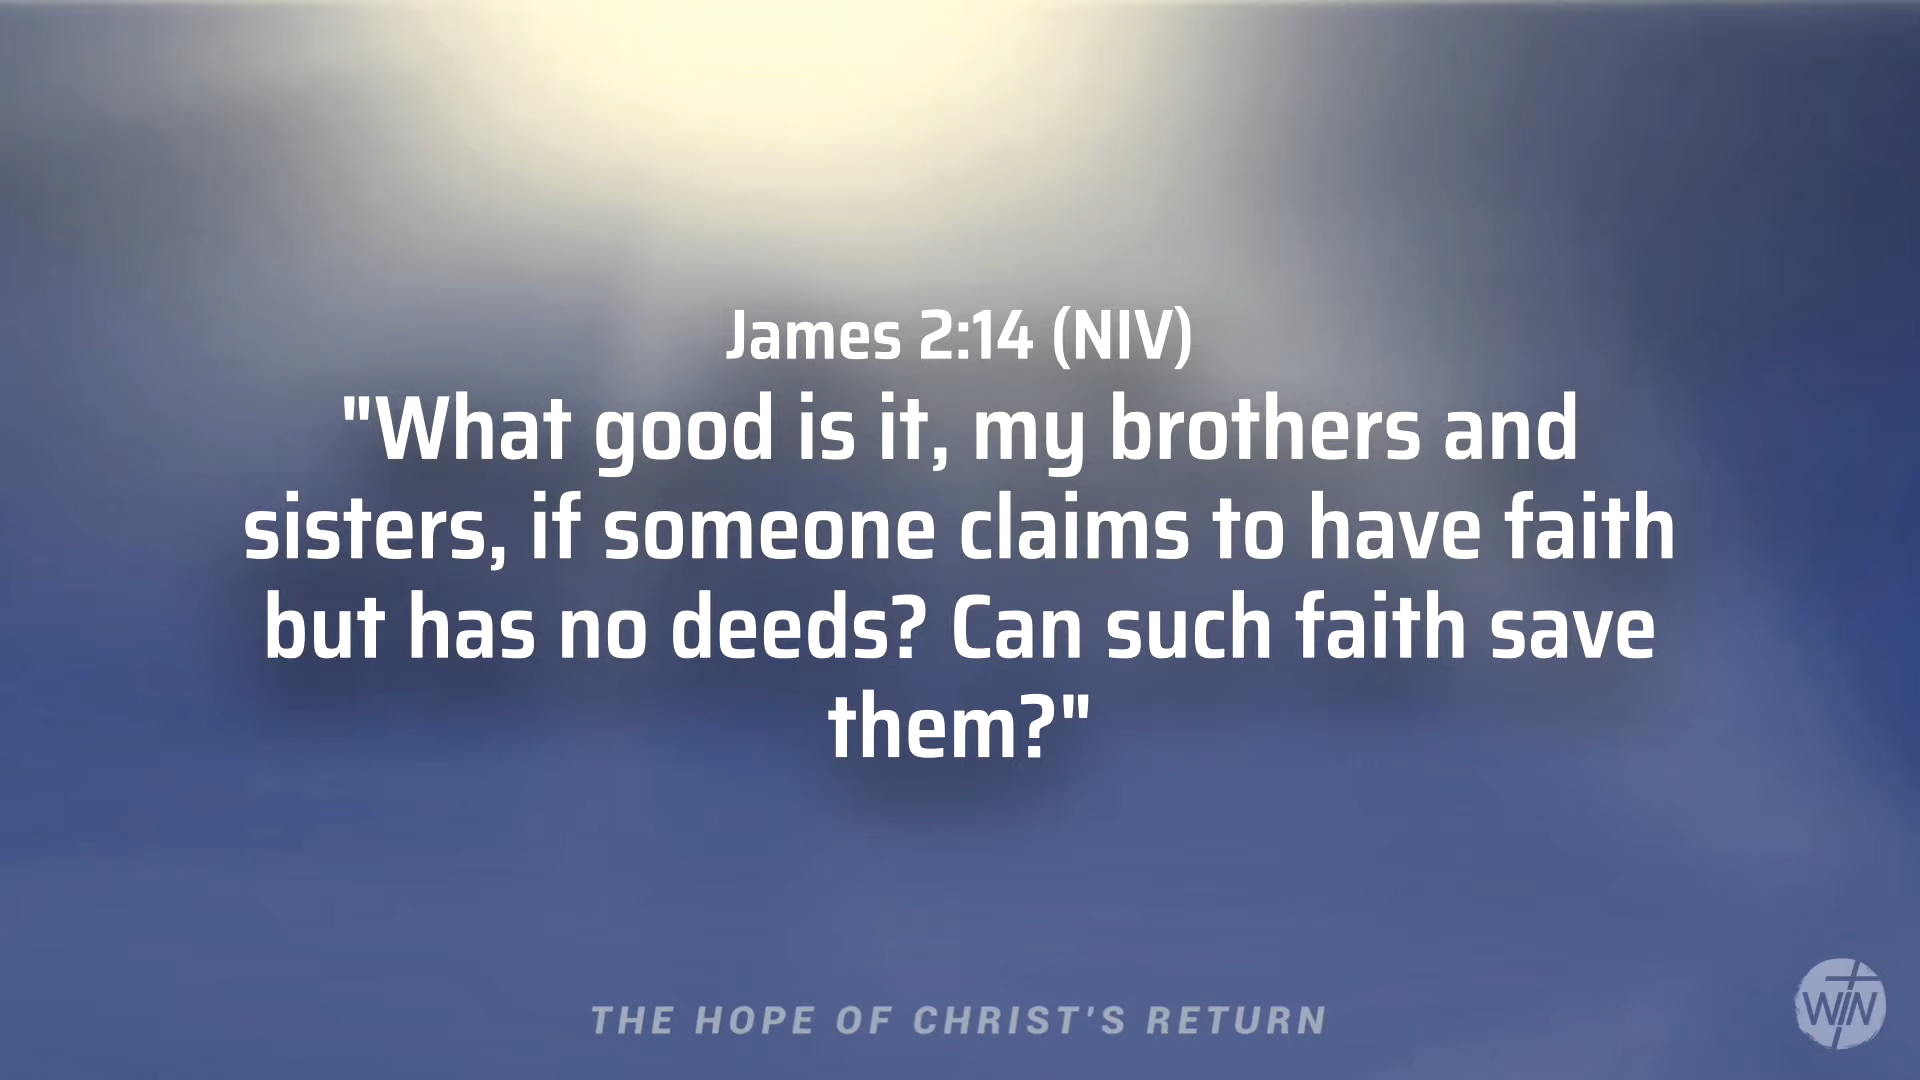 James 2:14 (NIV)
"What good is it, my brothers and
sisters, if someone claims to have faith
but has no deeds? Can such faith save
them?"
THE HOPE OF CHRIST'S RETURN
WIN